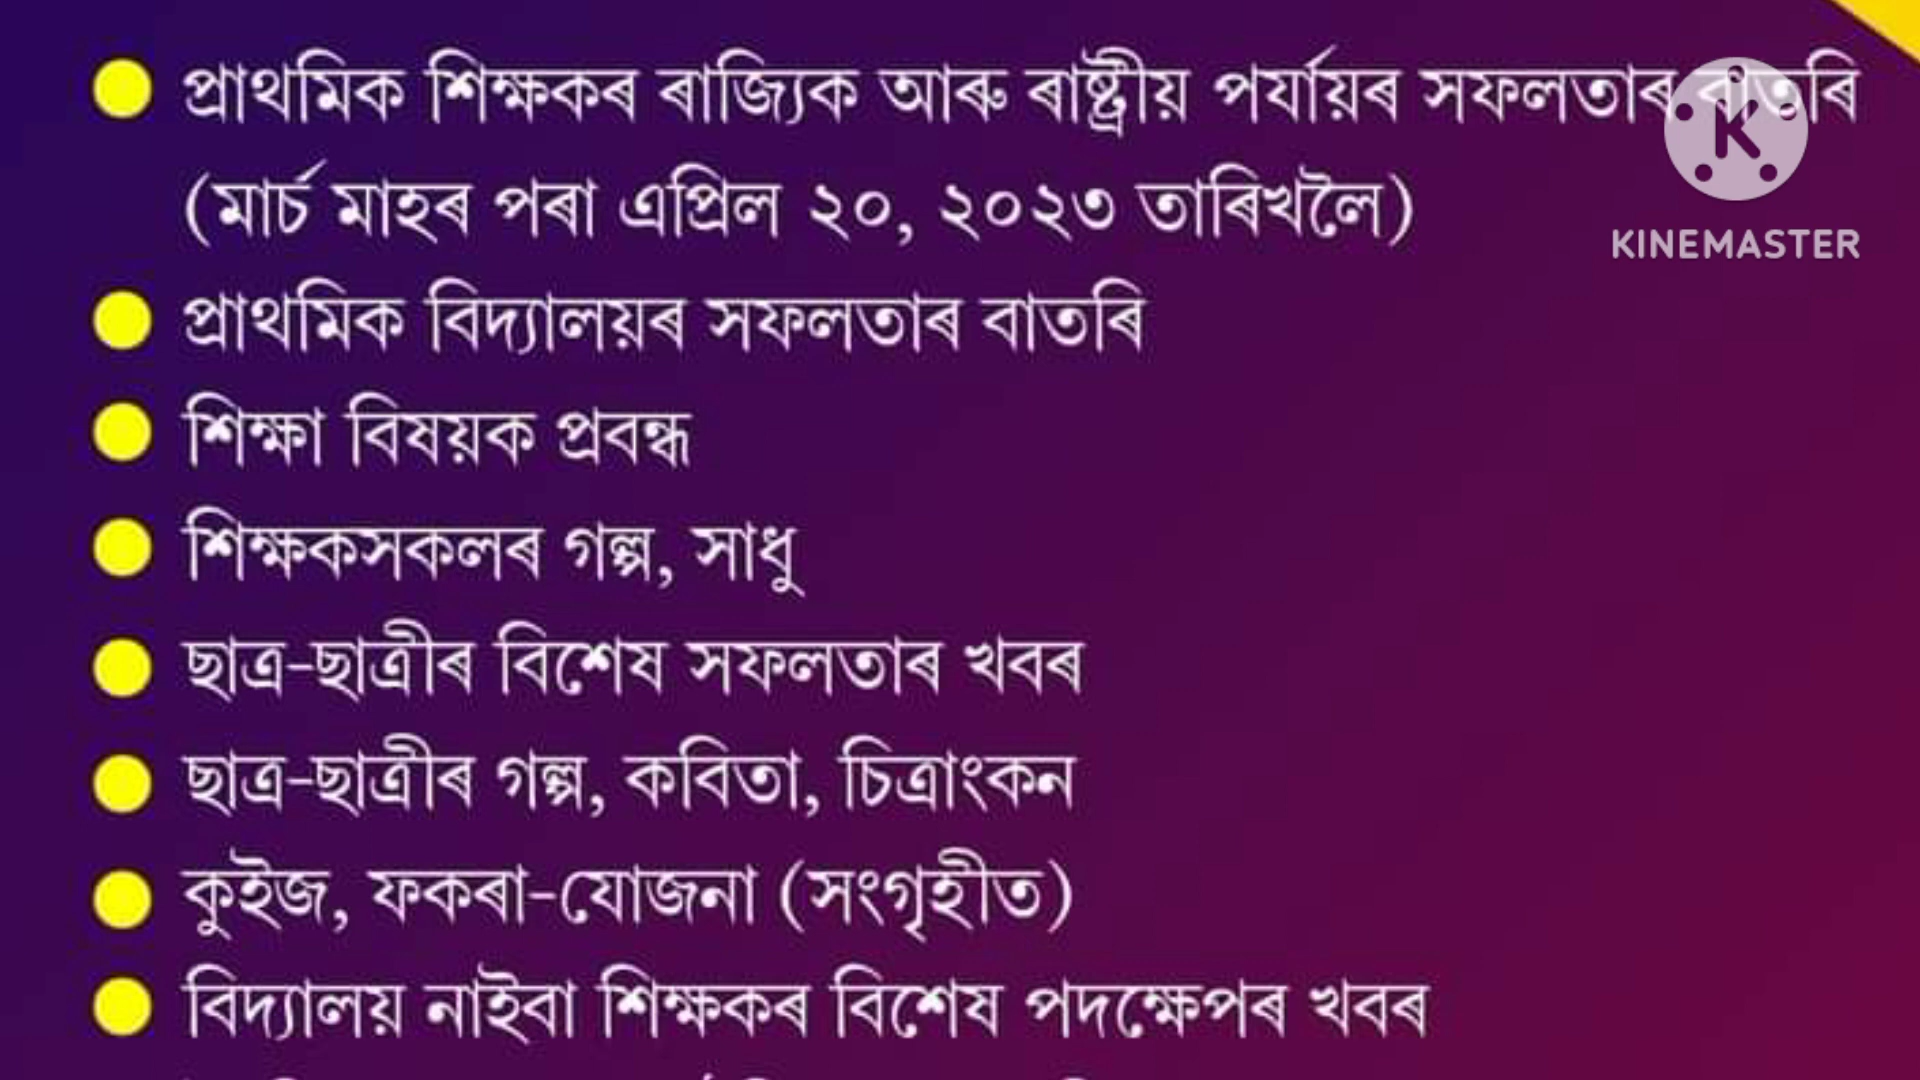 প্ৰাথমিক শিক্ষকৰ ৰাজ্যিক আৰু ৰাষ্ট্ৰীয় পৰ্যায়ৰ সফলতাৰ বাতৰি
(মাৰ্চ মাহৰ পৰা এপ্ৰিল ২০, ২০২৩ তাৰিখলৈ)
KINEMASTER
প্ৰাথমিক বিদ্যালয়ৰ সফলতাৰ বাতৰি
শিক্ষা বিষয়ক প্ৰবন্ধ
শিক্ষকসকলৰ গল্প, সাধু
ছাত্ৰ-ছাত্ৰীৰ বিশেষ সফলতাৰ খবৰ
ছাত্ৰ-ছাত্ৰীৰ গল্প, কবিতা, চিত্ৰাংকন
কুইজ, ফকৰা-যোজনা (সংগৃহীত)
বিদ্যালয় নাইবা শিক্ষকৰ বিশেষ পদক্ষেপৰ খবৰ